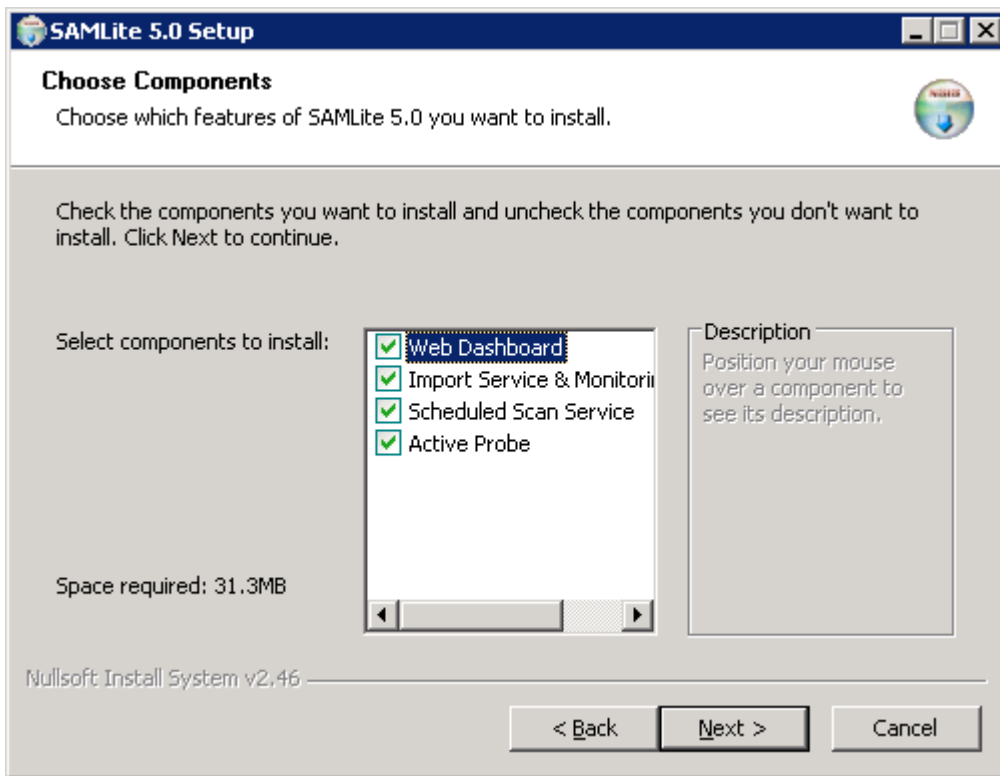 SAMLite 5.0 Setup
Choose Components
Choose which features of SAMLite 5.0 you want to install.
Check the components you want to install and uncheck the components you don't want to
install. Click Next to continue.
Select components to install:
Web Dashboard
Import Service & Monitorin
Scheduled Scan Service
Active Probe
Description
Position your mouse
over a component to
see its description.
Space required: 31.3MB
Nullsoft Install System v2.46
< Back
Next >
Cancel